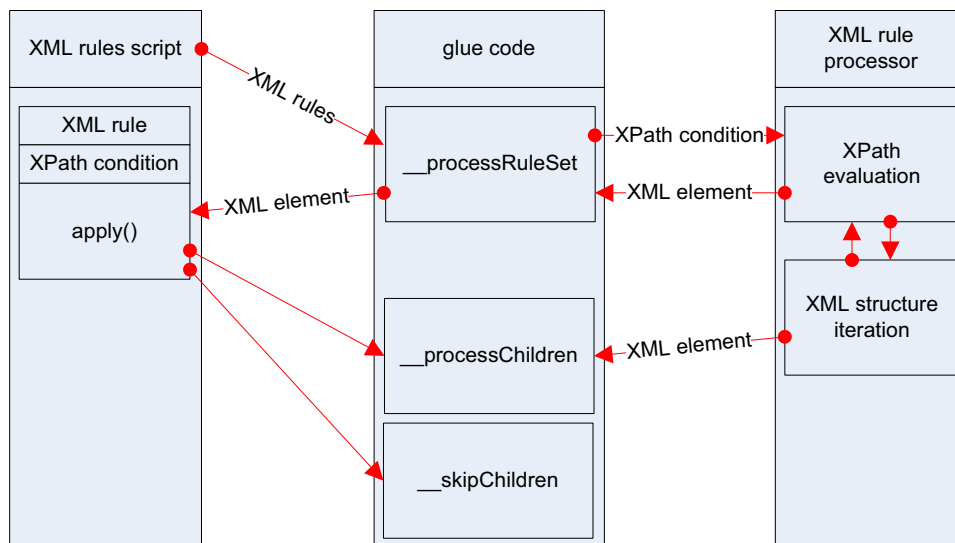 XML rules script
XML rule
XPath condition
apply()
XML rules
XML element
glue code
__processRuleSet
__processChildren
__skipChildren
XPath condition
XML element
XML element
XML rule
processor
XPath
evaluation
XML structure
iteration